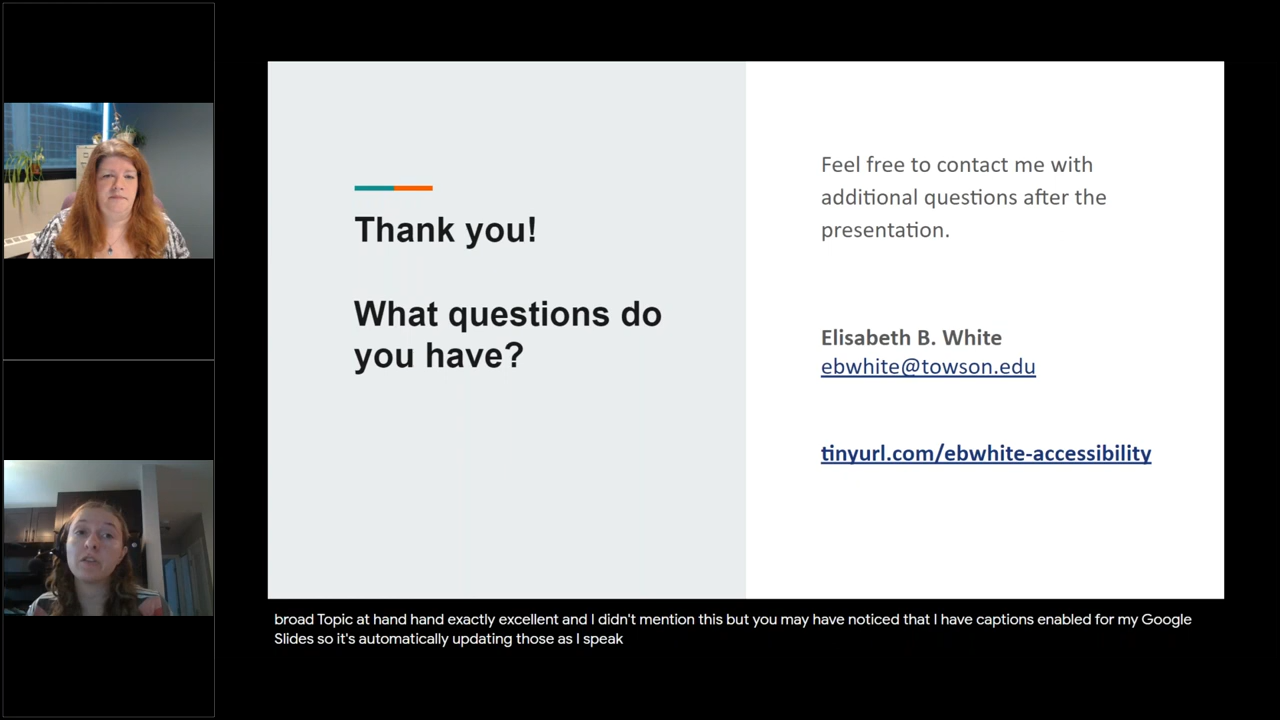 Thank you!
What questions do
you have?
Feel free to contact me with
additional questions after the
presentation.
Elisabeth B. White
ebwhite@towson.edu
tinyurl.com/ebwhite-accessibility
broad Topic at hand hand exactly excellent and I didn't mention this but you may have noticed that I have captions enabled for my Google
Slides so it's automatically updating those as I speak